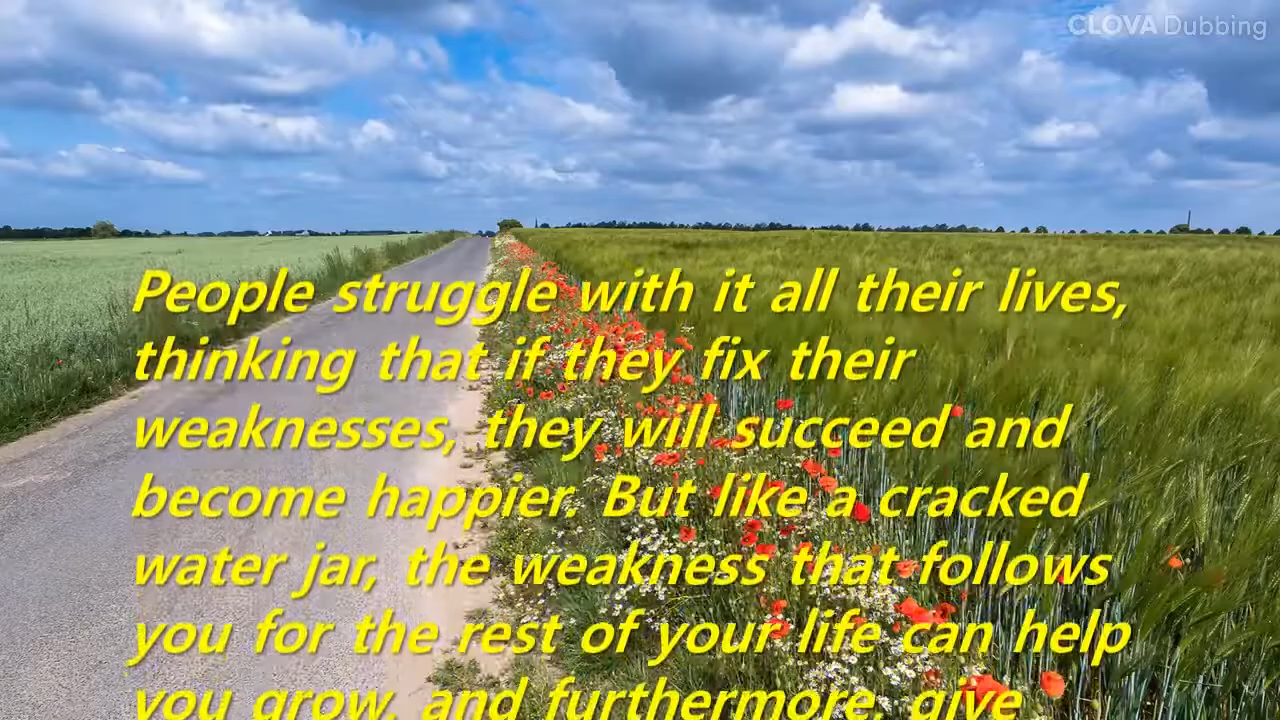 CLOVA Dubbing
People struggle with it all their lives,
thinking that if they fix their
weaknesses, they will succeed and
become happier. But like a cracked
water jar, the weakness that follows
you for the rest of your life can help
you grow, and furthermore, give